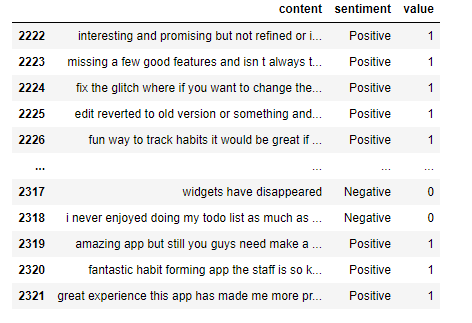 content sentiment value
2222 interesting and promising but not refined or i... Positive 1
2223 missing a few good features and isn t always t... Positive 1
2224 fix the glitch where if you want to change the... Positive 1
2225 edit reverted to old version or something and... Positive 1
2226 fun way to track habits it would be great if ... Positive 1
... ... ... ...
2317 widgets have disappeared Negative 0
2318 i never enjoyed doing my todo list as much as ... Negative 0
2319 amazing app but still you guys need make a ... Positive 1
2320 fantastic habit forming app the staff is so k... Positive 1
2321 great experience this app has made me more pr... Positive 1